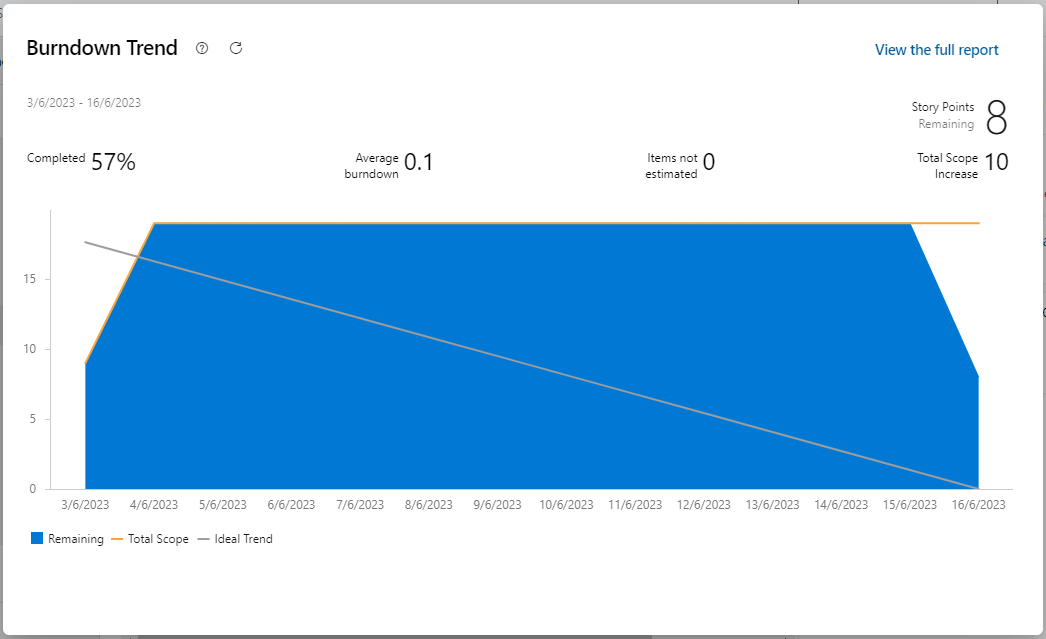 Burndown Trend
View the full report
3/6/2023 - 16/6/2023
Story Points
Remaining
8
Completed 57%
Average
burndown
0.1
Items not
estimated
0
Total Scope
Increase
10
15
10
5
0
3/6/2023 4/6/2023 5/6/2023 6/6/2023 7/6/2023 8/6/2023 9/6/2023 10/6/2023 11/6/2023 12/6/2023 13/6/2023 14/6/2023 15/6/2023 16/6/2023
Remaining Total Scope Ideal Trend